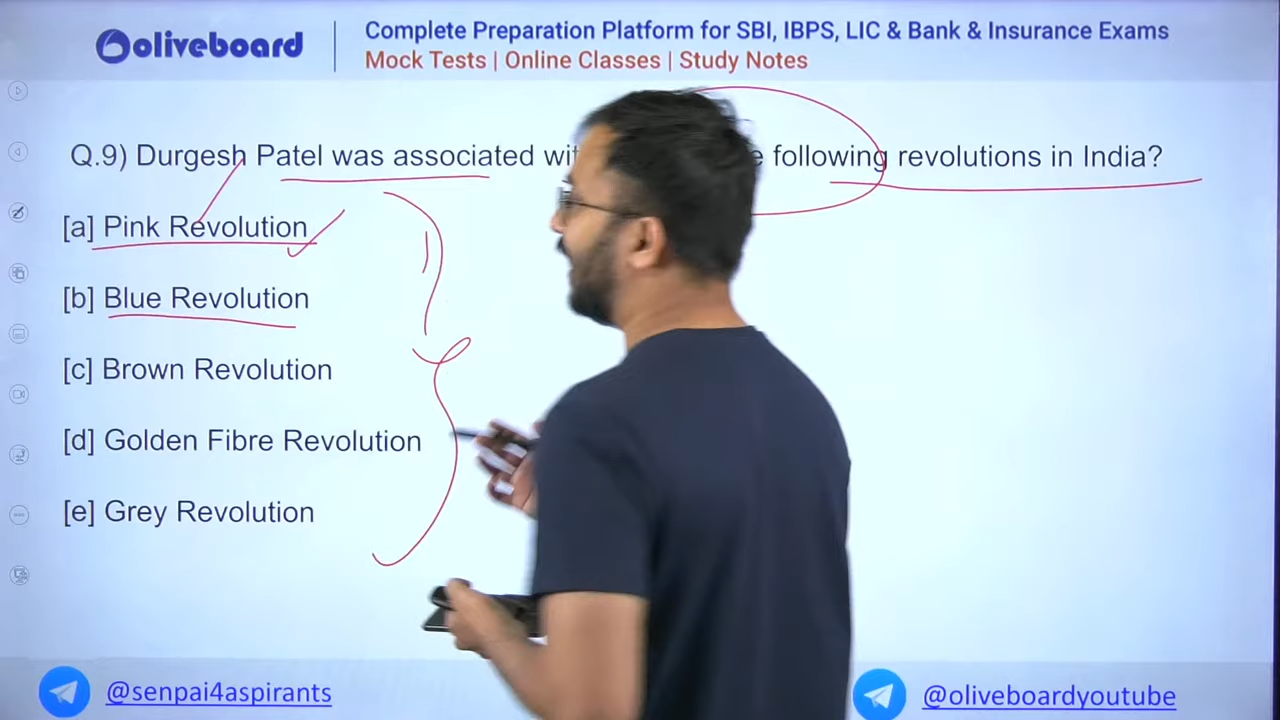 oliveboard
Complete Preparation Platform for SBI, IBPS, LIC & Bank & Insurance Exams
Mock Tests | Online Classes | Study Notes
Q.9) Durgesh Patel was associated following revolutions in India?
[a] Pink Revolution
[b] Blue Revolution
[c] Brown Revolution
[d] Golden Fibre Revolution
[e] Grey Revolution
@senpai4aspirants
@oliveboardyoutube